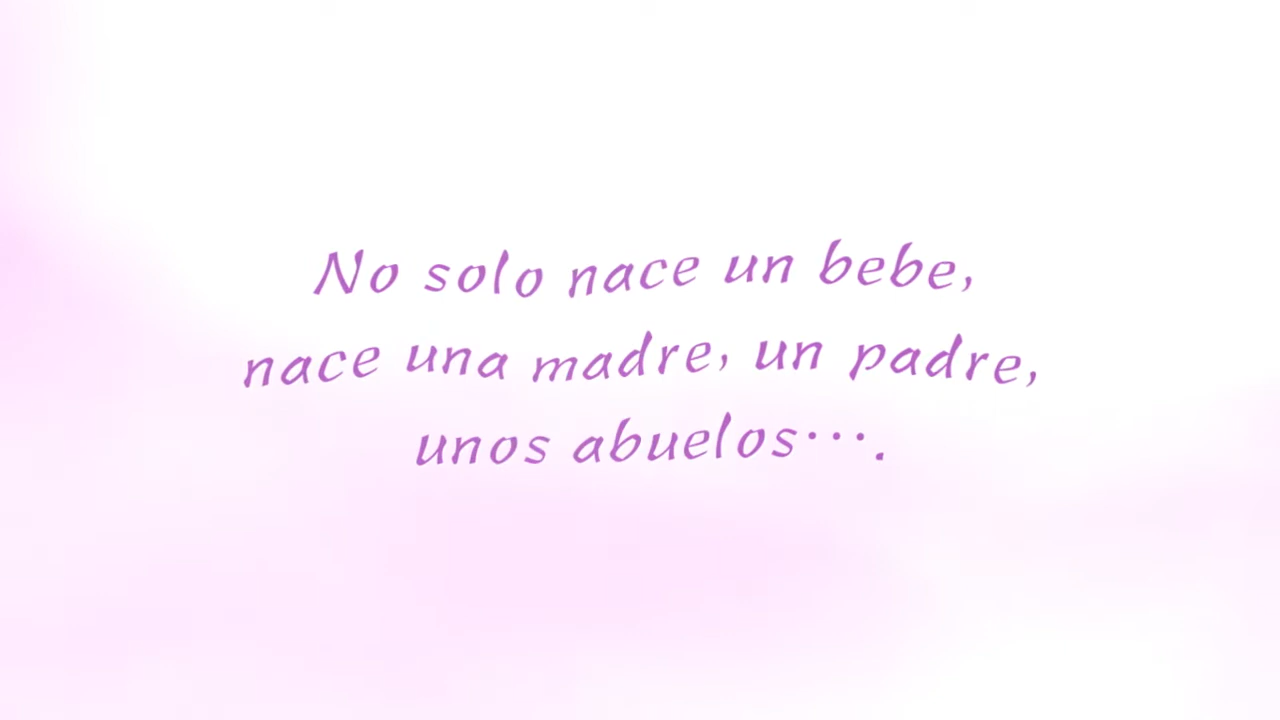 No solo nace un bebe,
nace una madre, un padre,
unos abuelos···.